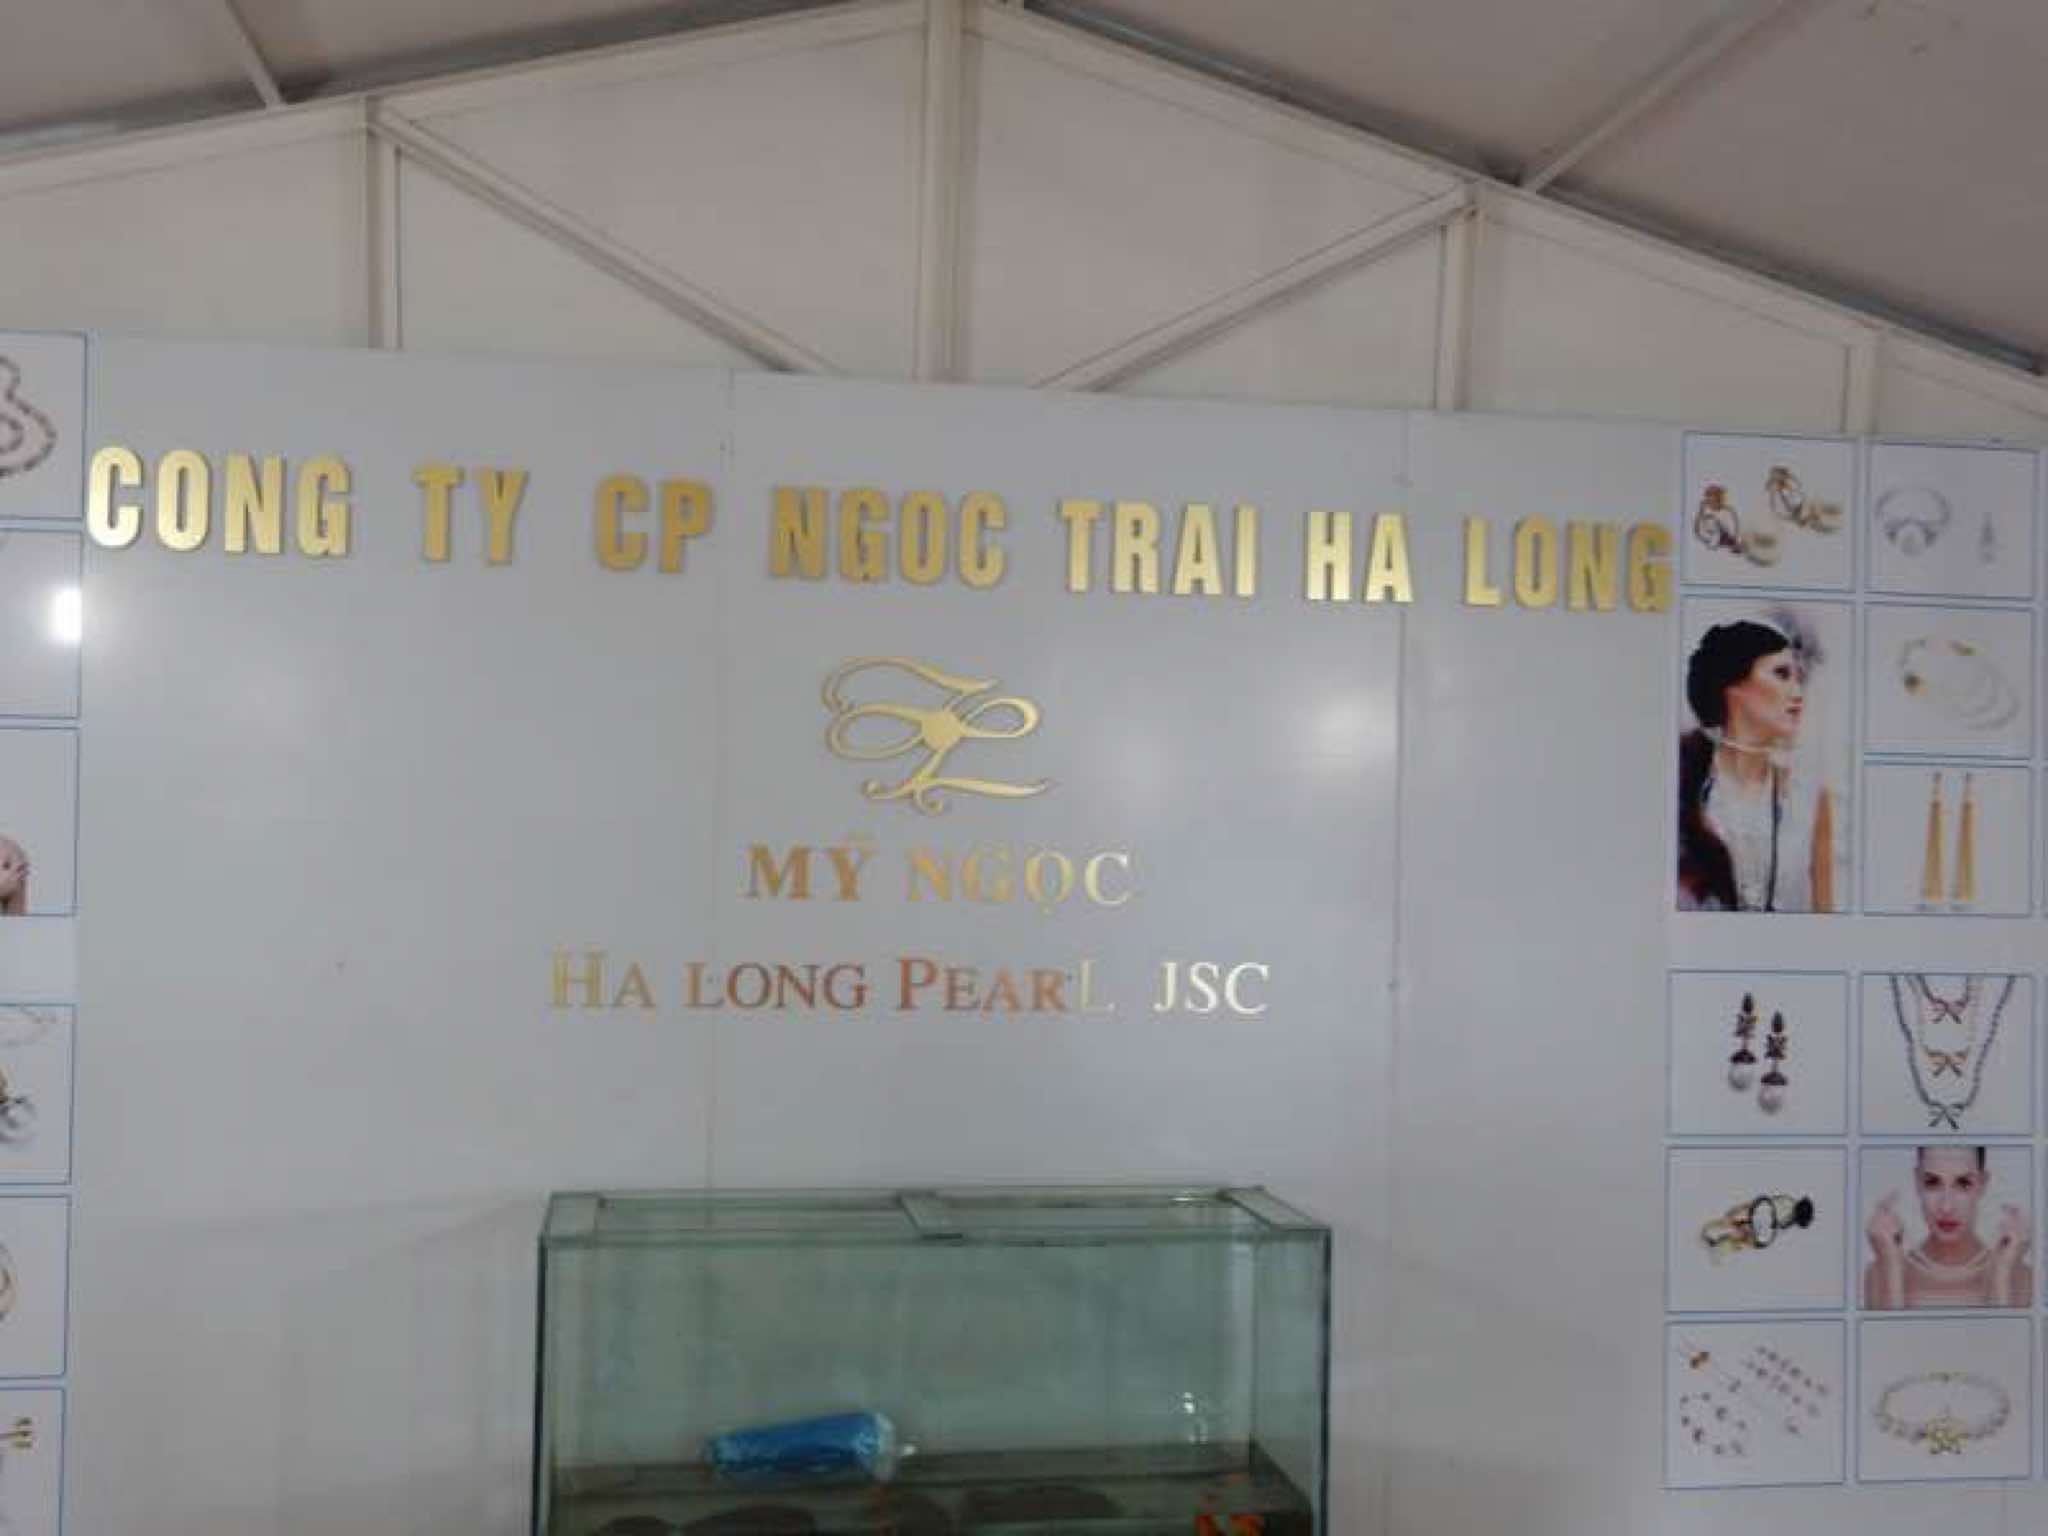 CONG TY CP NGOC TRAI HA LONG
MỸ NGỌC
HA LONG PEARL JSC